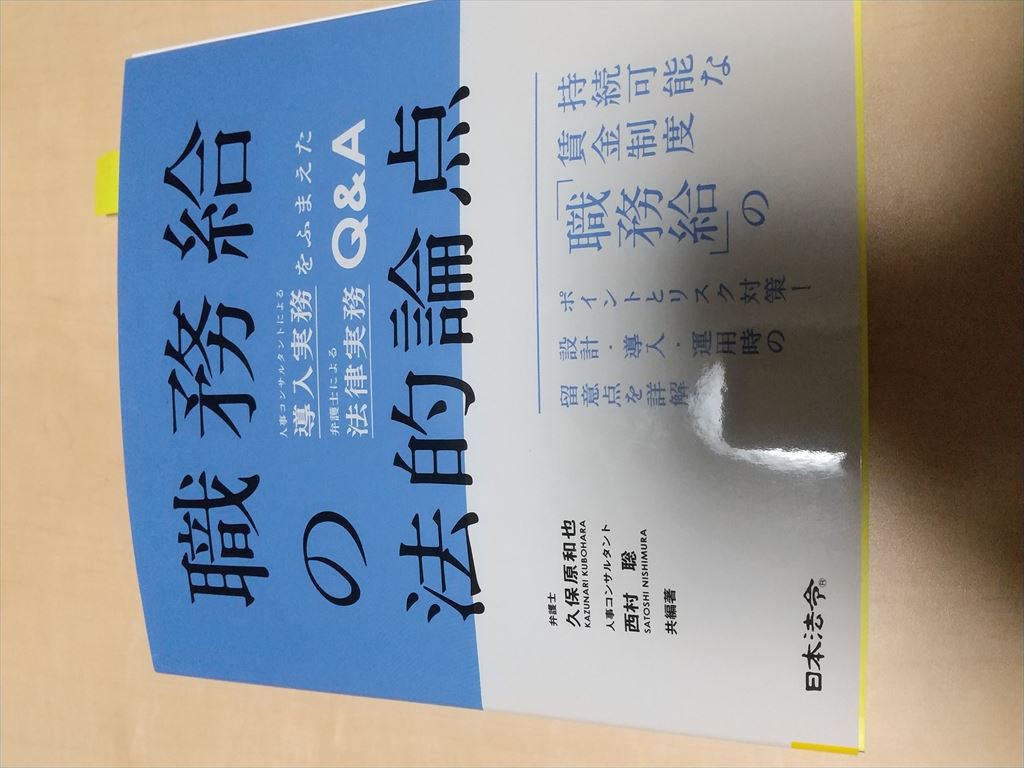 職務給
の
人事コンサルタントによる
導入実務をふまえた
弁護士による
法律実務Q&A
法的論点
持続可能な
賃金制度
「職務給」の
ポイントとリスク対策！
設計・導入・運用時の
留意点を詳解
弁護士
久保原和也
KAZUNARI KUBOHARA
人事コンサルタント
西村 聡
SATOSHI NISHIMURA
共編著
日本法令®